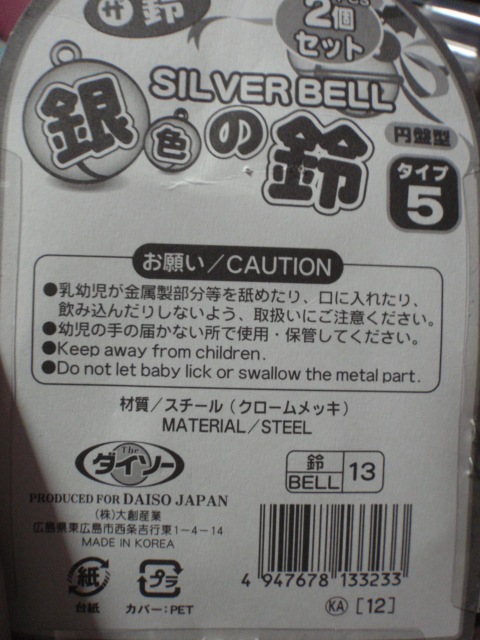 ザ 鈴
2個
セット
SILVER BELL
銀色の鈴
円盤型
タイプ
5
お願い/CAUTION
●乳幼児が金属製部分等を舐めたり、口に入れたり、
飲み込んだりしないよう、取扱いにご注意ください。
●幼児の手の届かない所で使用・保管してください。
●Keep away from children.
●Do not let baby lick or swallow the metal part.
材質/スチール(クロームメッキ)
MATERIAL/STEEL
The
ダイソー
鈴
BELL
13
PRODUCED FOR DAISO JAPAN
(株)大創産業
広島県東広島市西条吉行東1-4-14
MADE IN KOREA
紙
台紙
プラ
カバー:PET
4 947678 133233
KA [12]